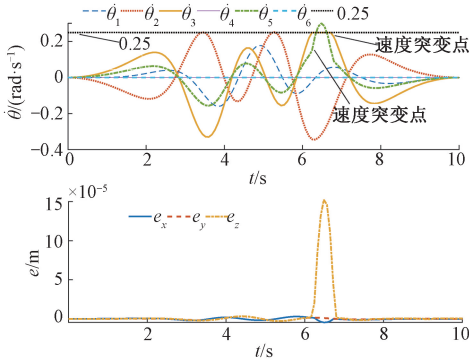 θ̇₁ θ̇₂ θ̇₃ θ̇₄ θ̇₅ θ̇₆ 0.25
0.25
速度突变点
速度突变点
θ̇/(rad·s⁻¹)
0.2
0
−0.2
−0.4
0 2 4 6 8 10
t/s
×10⁻⁵
eₓ e_y e_z
e/m
15
10
5
0
2 4 6 8 10
t/s